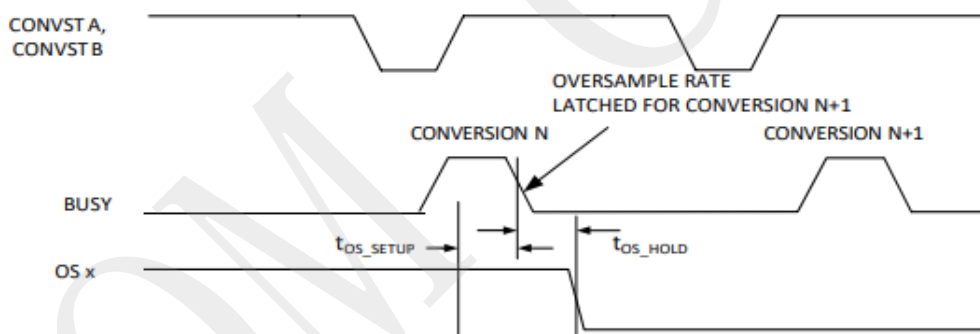 CONVST A,
CONVST B
OVERSAMPLE RATE
LATCHED FOR CONVERSION N+1
CONVERSION N
CONVERSION N+1
BUSY
tOS_SETUP
tOS_HOLD
OS x